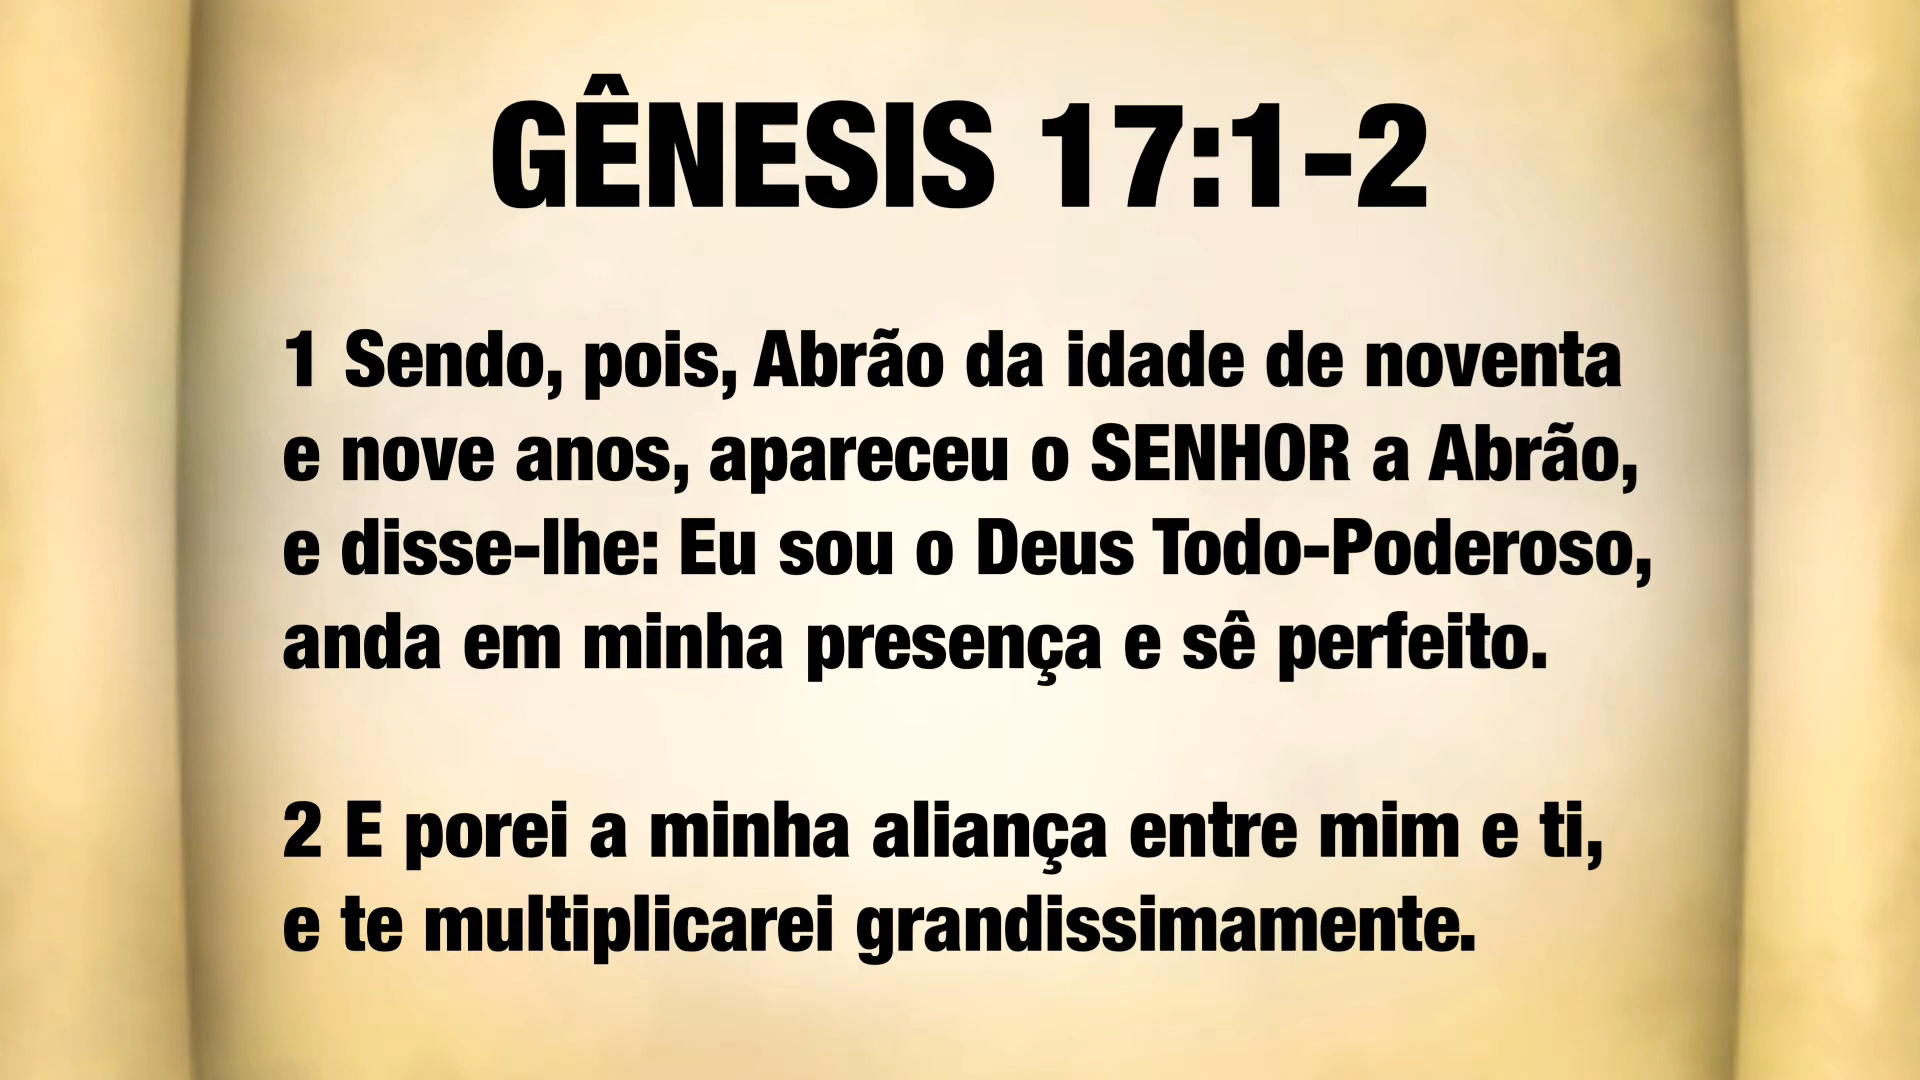 GÊNESIS 17:1-2
1 Sendo, pois, Abrão da idade de noventa
e nove anos, apareceu o SENHOR a Abrão,
e disse-lhe: Eu sou o Deus Todo-Poderoso,
anda em minha presença e sê perfeito.
2 E porei a minha aliança entre mim e ti,
e te multiplicarei grandissimamente.